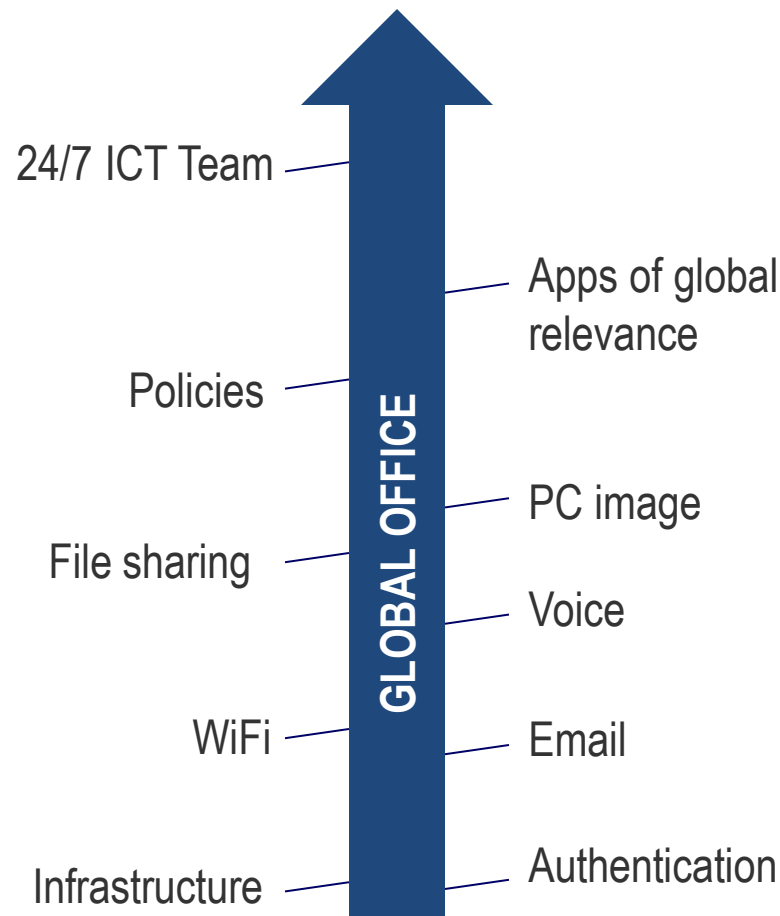 24/7 ICT Team
Apps of global
relevance
Policies
GLOBAL OFFICE
PC image
File sharing
Voice
WiFi
Email
Infrastructure
Authentication